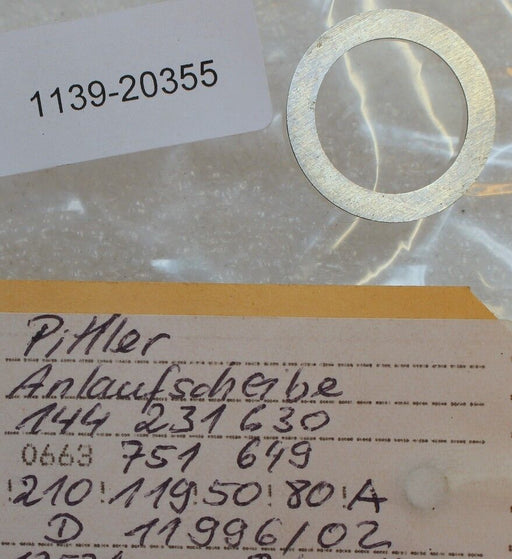 1139-20355
Pittler
Anlaufscheibe
144 231 630
0663 751 649
210 119 50 80 A
D 11996/02